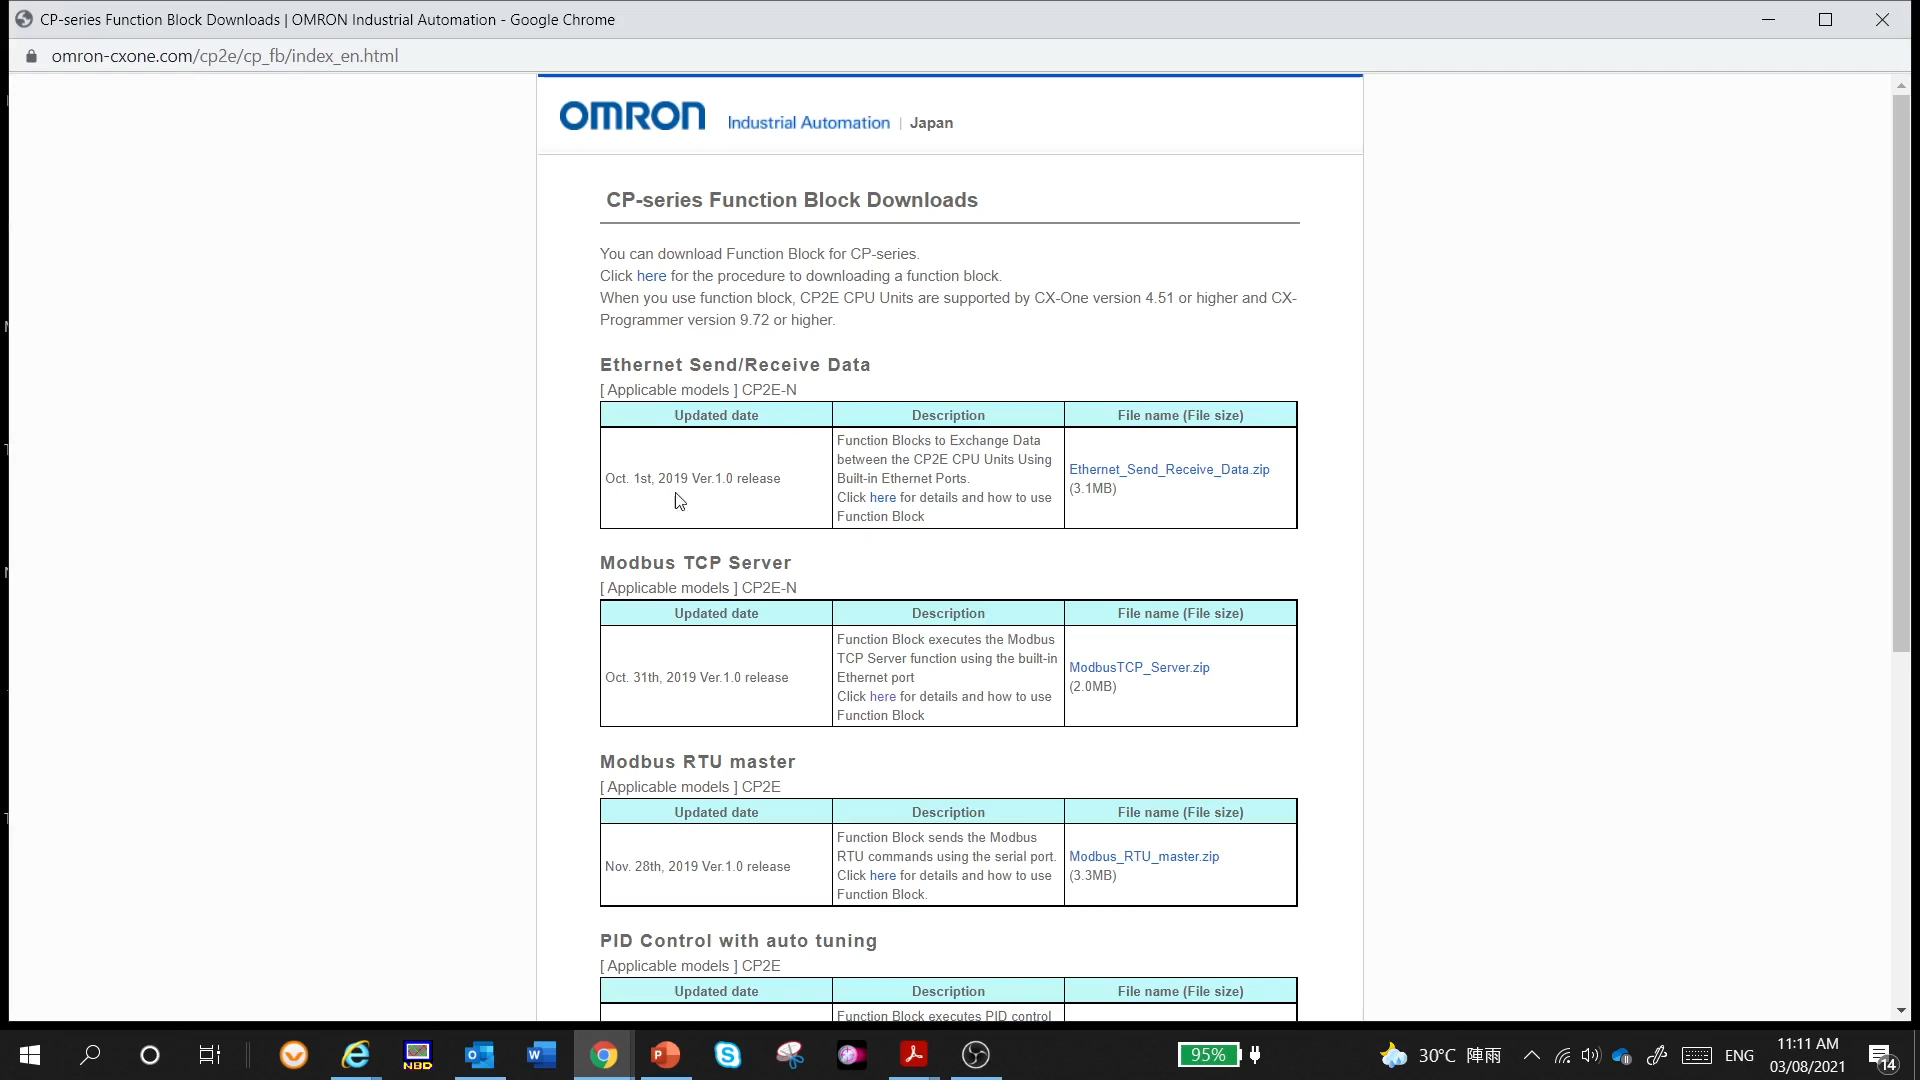 CP-series Function Block Downloads | OMRON Industrial Automation - Google Chrome
omron-cxone.com/cp2e/cp_fb/index_en.html
OMRON Industrial Automation | Japan
CP-series Function Block Downloads
You can download Function Block for CP-series.
Click here for the procedure to downloading a function block.
When you use function block, CP2E CPU Units are supported by CX-One version 4.51 or higher and CX-
Programmer version 9.72 or higher.
Ethernet Send/Receive Data
[ Applicable models ] CP2E-N
Updated date Description File name (File size)
Oct. 1st, 2019 Ver.1.0 release
Function Blocks to Exchange Data
between the CP2E CPU Units Using
Built-in Ethernet Ports.
Click here for details and how to use
Function Block
Ethernet_Send_Receive_Data.zip
(3.1MB)
Modbus TCP Server
[ Applicable models ] CP2E-N
Updated date Description File name (File size)
Oct. 31th, 2019 Ver.1.0 release
Function Block executes the Modbus
TCP Server function using the built-in
Ethernet port
Click here for details and how to use
Function Block
ModbusTCP_Server.zip
(2.0MB)
Modbus RTU master
[ Applicable models ] CP2E
Updated date Description File name (File size)
Nov. 28th, 2019 Ver.1.0 release
Function Block sends the Modbus
RTU commands using the serial port.
Click here for details and how to use
Function Block.
Modbus_RTU_master.zip
(3.3MB)
PID Control with auto tuning
[ Applicable models ] CP2E
Updated date Description File name (File size)
Function Block executes PID control
NBD
95%
30°C 陣雨
ENG
11:11 AM
03/08/2021
14